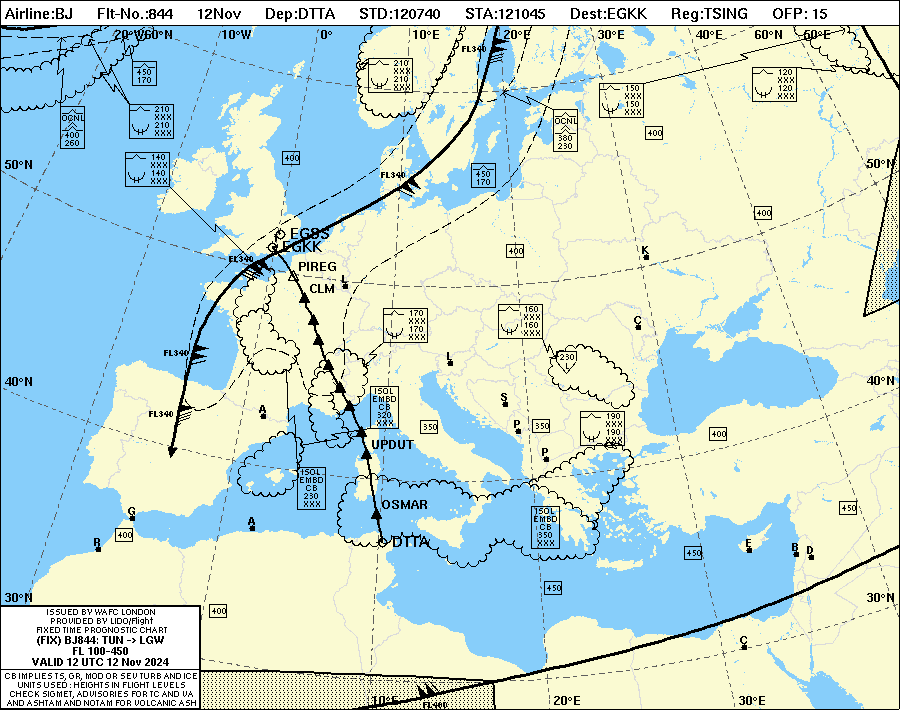 Airline:BJ Flt-No.:844 12Nov Dep:DTTA STD:120740 STA:121045 Dest:EGKK Reg:TSING OFP: 15
20°W 60°N 10°W 0° 10°E 20°E 30°E 40°E 60°N 50°E
FL340
450
170
210
XXX
210
XXX
210
XXX
210
XXX
150
XXX
150
XXX
120
XXX
120
XXX
OCNL
400
260
OCNL
380
230
400
400
50°N
50°N
140
XXX
140
XXX
FL340
450
170
400
EGSS
EGKK
400
K
FL340
PIREG
L
CLM
170
XXX
170
XXX
160
XXX
160
XXX
C
FL340
L
230
40°N
40°N
ISOL
EMBD
CB
320
XXX
FL340
A
S
350
P
350
190
XXX
190
XXX
400
UPDUT
P
ISOL
EMBD
CB
230
XXX
OSMAR
ISOL
EMBD
CB
350
XXX
450
G
A
R
400
DTTA
E
B
D
450
450
30°N
30°N
400
C
ISSUED BY WAFC LONDON
PROVIDED BY LIDO/Flight
FIXED TIME PROGNOSTIC CHART
(FIX) BJ844: TUN -> LGW
FL 100-450
VALID 12 UTC 12 Nov 2024
CB IMPLIES TS, GR, MOD OR SEV TURB AND ICE
UNITS USED : HEIGHTS IN FLIGHT LEVELS
CHECK SIGMET, ADVISORIES FOR TC AND VA
AND ASHTAM AND NOTAM FOR VOLCANIC ASH
10°E 20°E 30°E
FL400